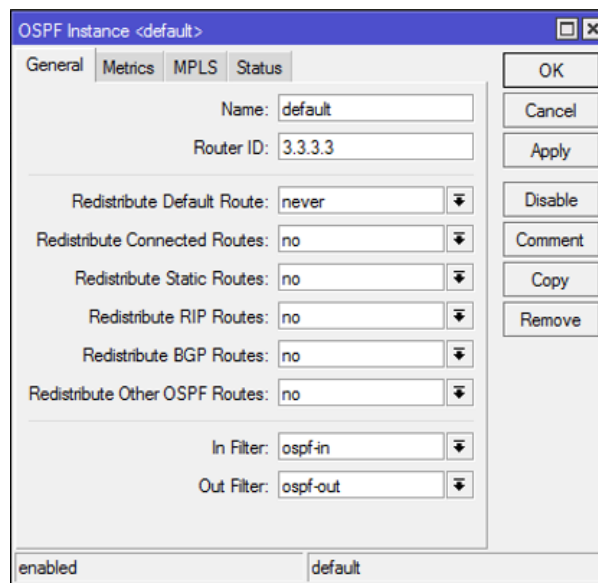 OSPF Instance <default>
General Metrics MPLS Status
OK
Name: default
Cancel
Router ID: 3.3.3.3
Apply
Redistribute Default Route: never
Disable
Redistribute Connected Routes: no
Comment
Redistribute Static Routes: no
Copy
Redistribute RIP Routes: no
Remove
Redistribute BGP Routes: no
Redistribute Other OSPF Routes: no
In Filter: ospf-in
Out Filter: ospf-out
enabled default